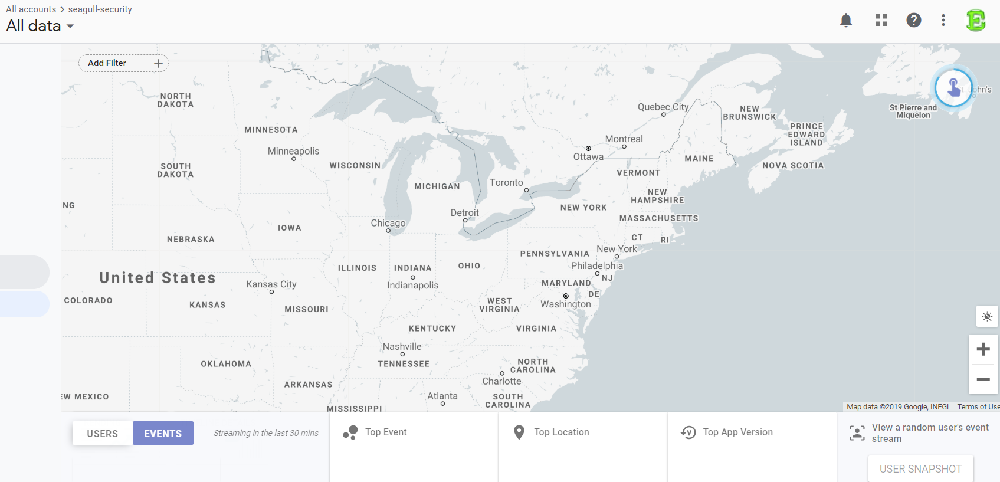 All accounts > seagull-security
All data
E
Add Filter
NORTH
DAKOTA
MINNESOTA
Minneapolis
SOUTH
DAKOTA
WISCONSIN
MICHIGAN
Toronto
Ottawa
Montreal
Quebec City
NEW
BRUNSWICK
PRINCE
EDWARD
ISLAND
St Pierre and
Miquelon
St. John's
MAINE
NOVA SCOTIA
VERMONT
NEW
HAMPSHIRE
NEW YORK
MASSACHUSETTS
CT
RI
ING
Detroit
Chicago
IOWA
NEBRASKA
PENNSYLVANIA
New York
Philadelphia
NJ
ILLINOIS
INDIANA
OHIO
Indianapolis
MARYLAND
DE
Washington
United States
Kansas City
COLORADO
KANSAS
MISSOURI
WEST
VIRGINIA
KENTUCKY
VIRGINIA
Nashville
TENNESSEE
OKLAHOMA
NORTH
CAROLINA
Charlotte
ARKANSAS
EW MEXICO
Atlanta
SOUTH
CAROLINA
MISSISSIPPI
Map data ©2019 Google, INEGI
Terms of Use
USERS
EVENTS
Streaming in the last 30 mins
Top Event
Top Location
V
Top App Version
View a random user's event
stream
USER SNAPSHOT